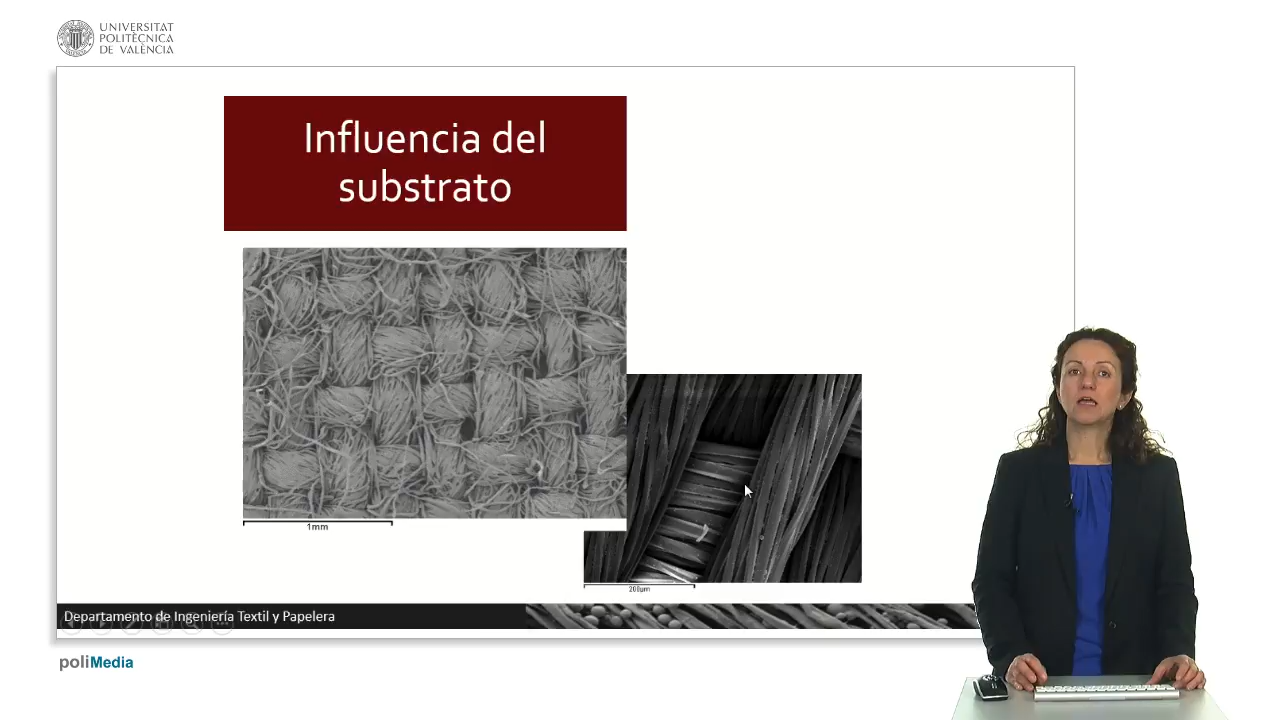 UNIVERSITAT
POLITÈCNICA
DE VALÈNCIA
Influencia del
substrato
1mm
200µm
Departamento de Ingeniería Textil y Papelera
poliMedia